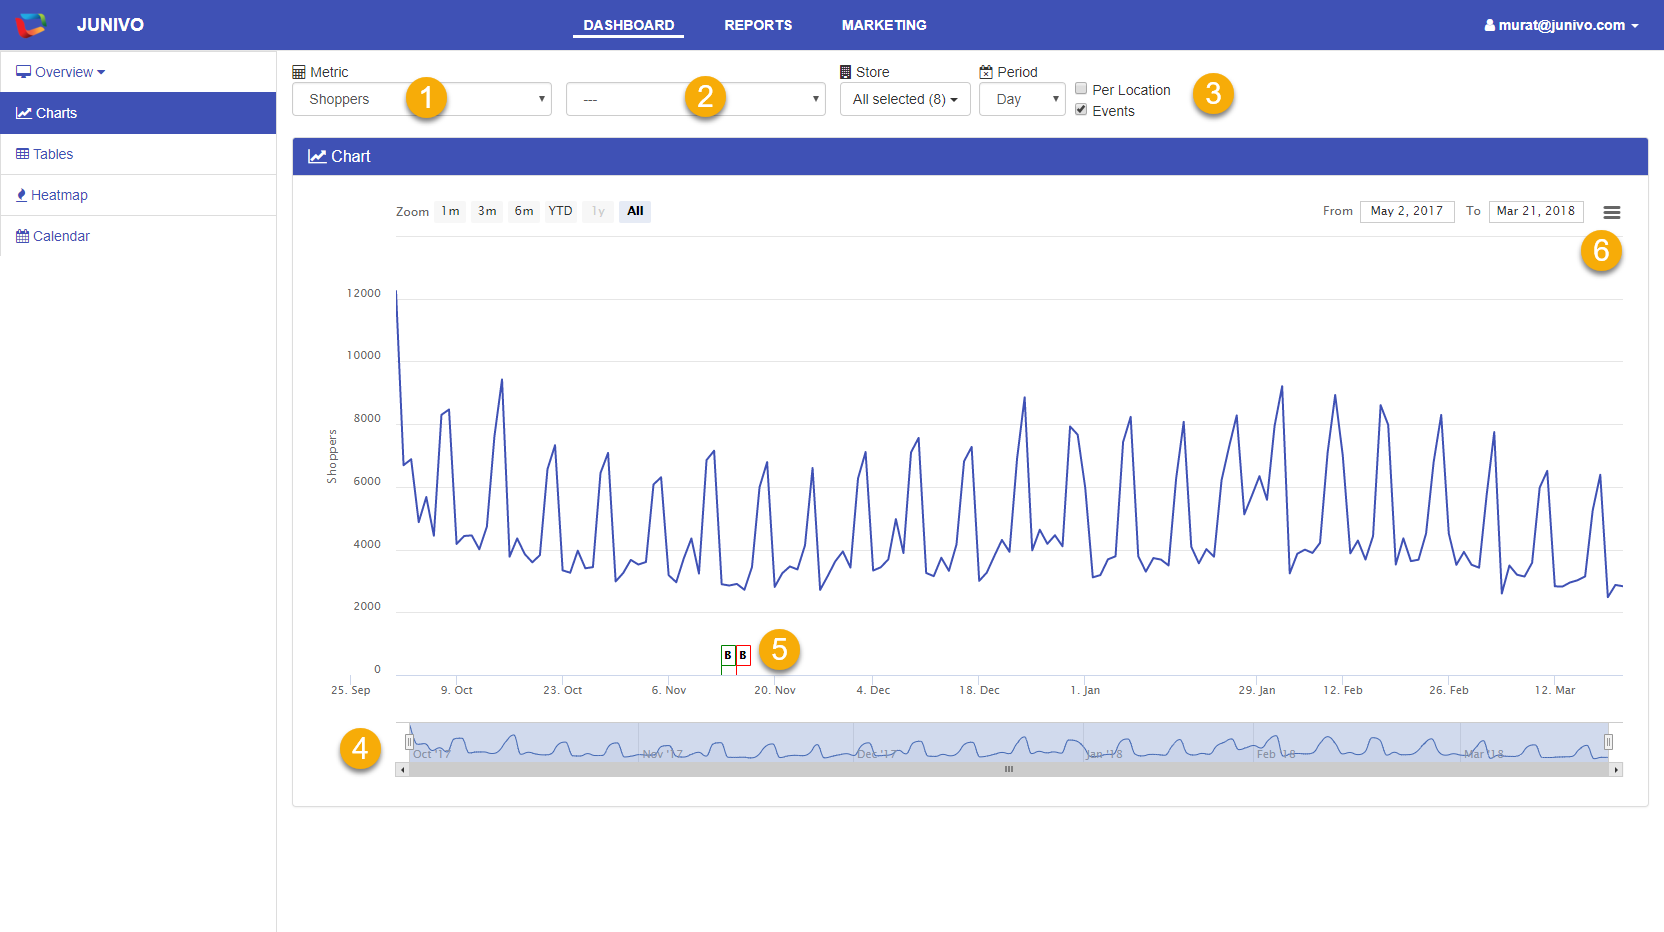 JUNIVO
DASHBOARD
REPORTS
MARKETING
murat@junivo.com
Overview
Charts
Tables
Heatmap
Calendar
Metric
Store
Period
Shoppers
1
---
2
All selected (8)
Day
Per Location
Events
3
Chart
Zoom 1m 3m 6m YTD 1y All
From May 2, 2017 To Mar 21, 2018
6
12000
10000
8000
6000
4000
2000
0
Shoppers
B B
5
25. Sep 9. Oct 23. Oct 6. Nov 20. Nov 4. Dec 18. Dec 1. Jan 29. Jan 12. Feb 26. Feb 12. Mar
4
Oct '17 Nov '17 Dec '17 Jan '18 Feb '18 Mar '18